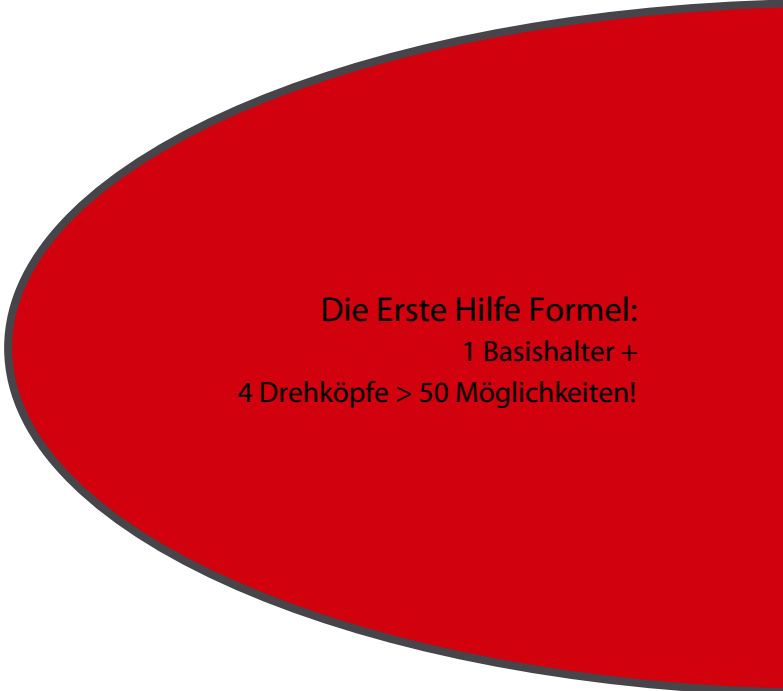 Die Erste Hilfe Formel:
1 Basishalter +
4 Drehköpfe > 50 Möglichkeiten!